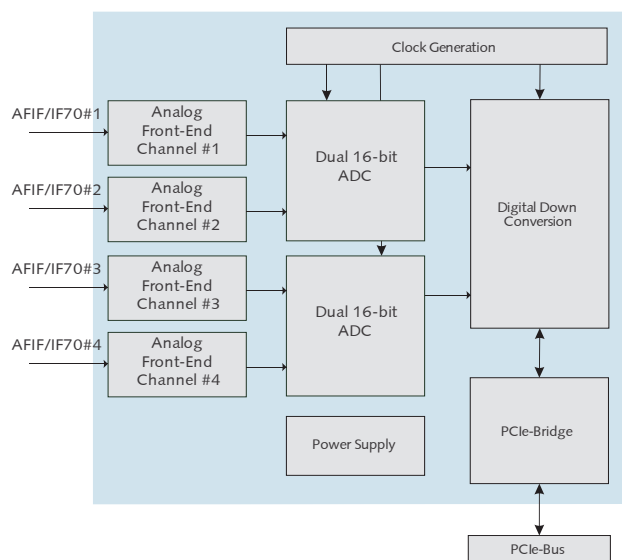 Clock Generation
AFIF/IF70#1
Analog
Front-End
Channel #1
Dual 16-bit
ADC
AFIF/IF70#2
Analog
Front-End
Channel #2
Digital Down
Conversion
AFIF/IF70#3
Analog
Front-End
Channel #3
Dual 16-bit
ADC
AFIF/IF70#4
Analog
Front-End
Channel #4
Power Supply
PCIe-Bridge
PCIe-Bus